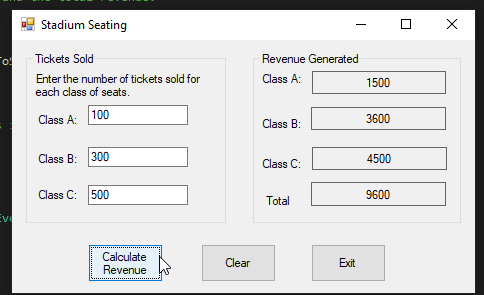 Stadium Seating
Tickets Sold
Enter the number of tickets sold for
each class of seats.
Class A: 100
Class B: 300
Class C: 500
Revenue Generated
Class A: 1500
Class B: 3600
Class C: 4500
Total 9600
Calculate
Revenue
Clear
Exit